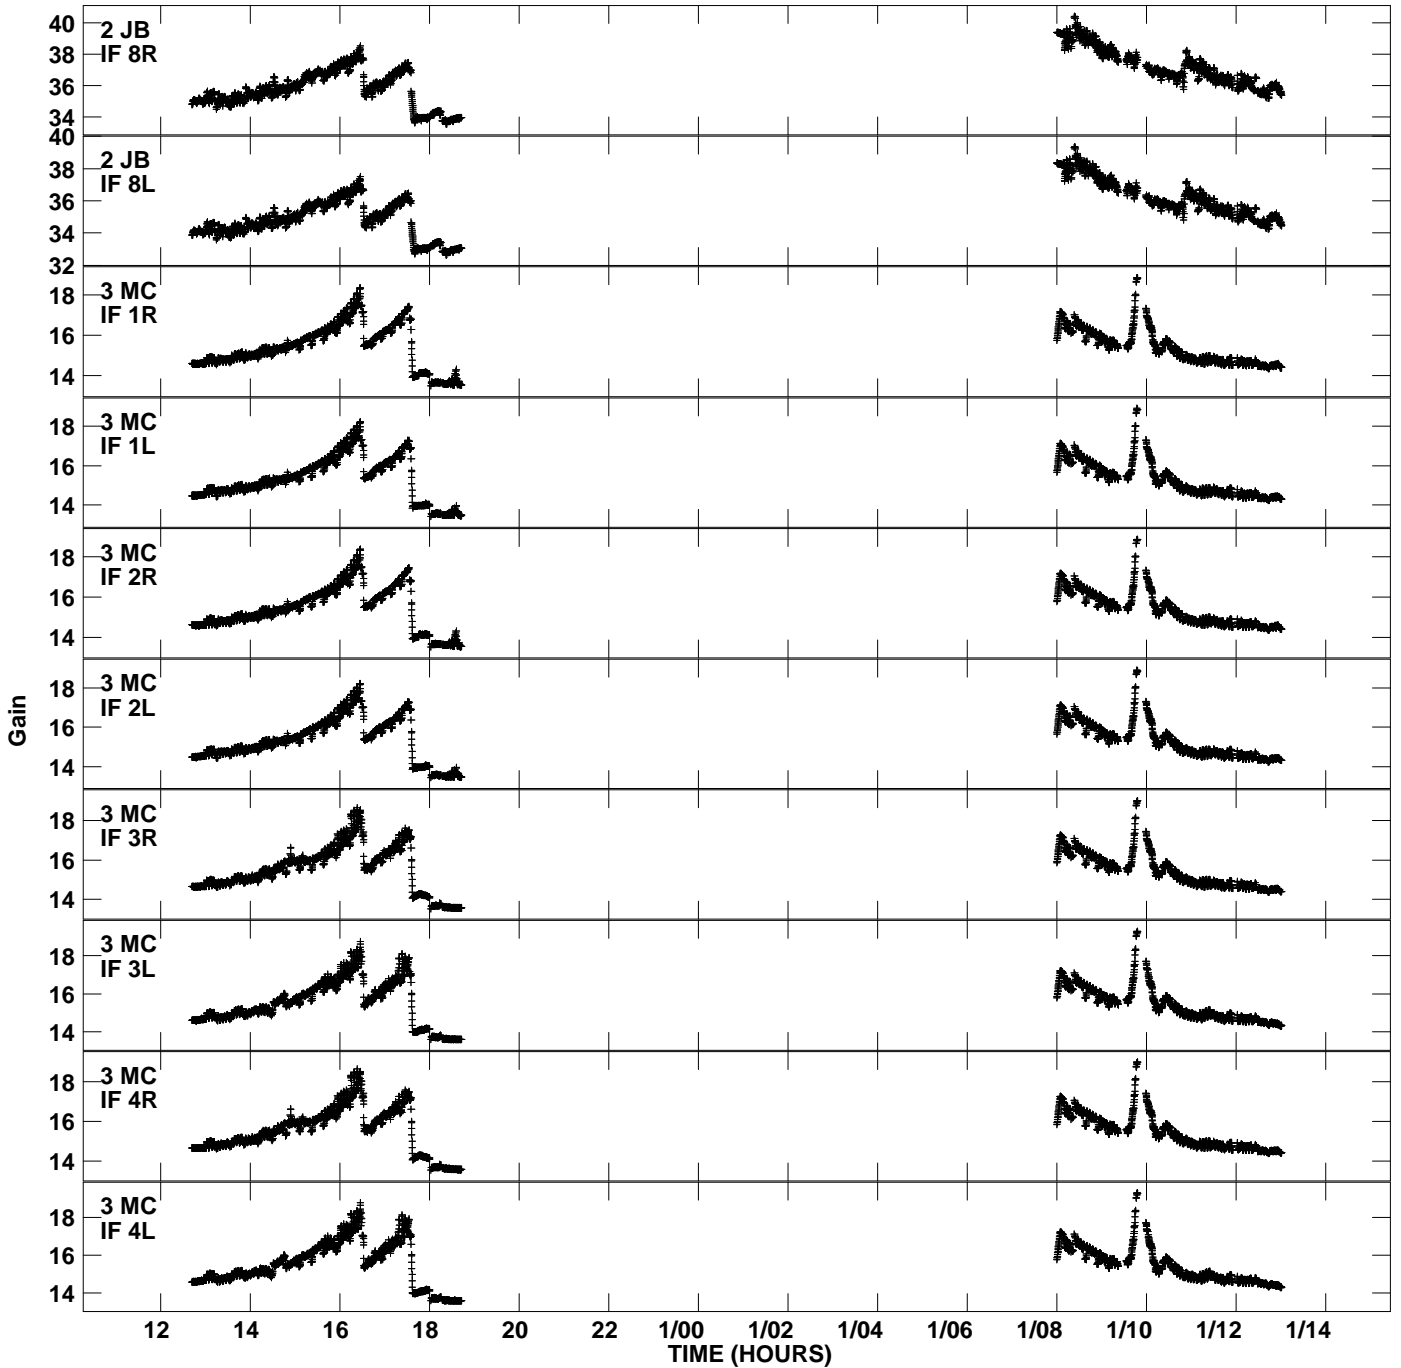 40
38
36
34
2 JB
IF 8R
40
38
36
34
32
2 JB
IF 8L
18
16
14
3 MC
IF 1R
18
16
14
3 MC
IF 1L
18
16
14
3 MC
IF 2R
18
16
14
3 MC
IF 2L
18
16
14
3 MC
IF 3R
18
16
14
3 MC
IF 3L
18
16
14
3 MC
IF 4R
18
16
14
3 MC
IF 4L
Gain
12 14 16 18 20 22 1/00 1/02 1/04 1/06 1/08 1/10 1/12 1/14
TIME (HOURS)